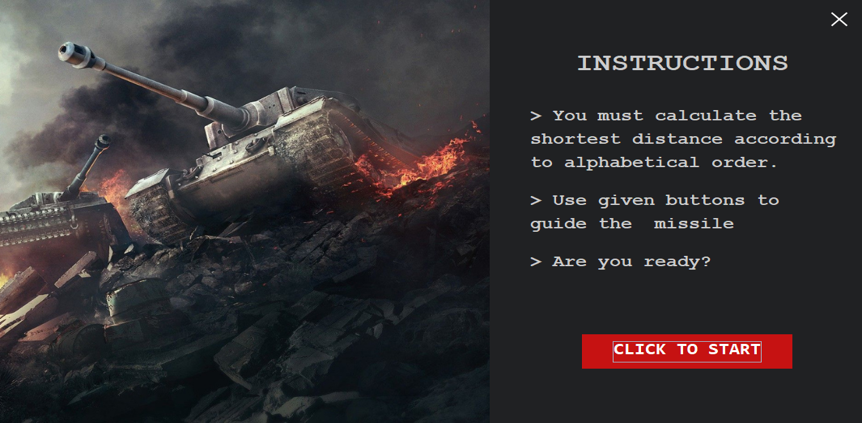 INSTRUCTIONS
> You must calculate the
shortest distance according
to alphabetical order.
> Use given buttons to
guide the missile
> Are you ready?
CLICK TO START